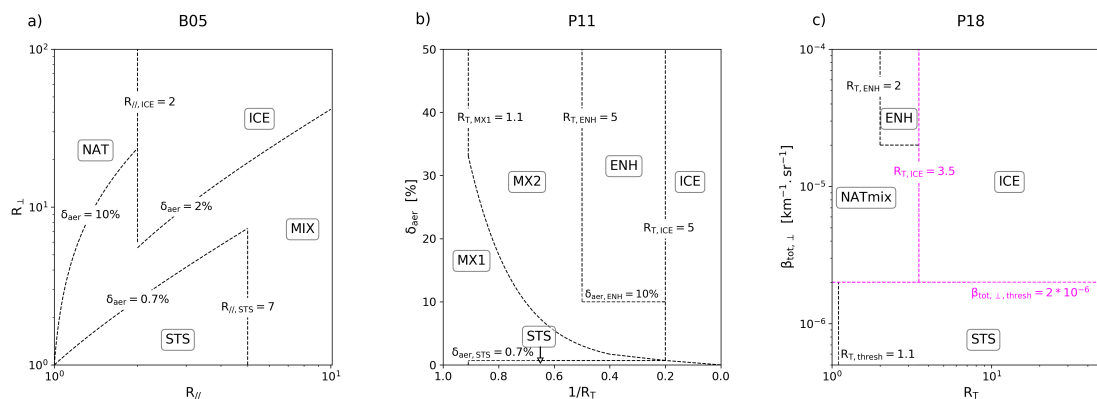 a)
B05
10²
R//,ICE = 2
ICE
NAT
R⊥
10¹
δaer = 10%
δaer = 2%
MIX
δaer = 0.7%
R//,STS = 7
STS
10⁰
10⁰
10¹
R//
b)
P11
50
RT,MX1 = 1.1
RT,ENH = 5
40
ENH
30
MX2
ICE
δaer [%]
RT,ICE = 5
20
MX1
δaer,ENH = 10%
10
STS
δaer,STS = 0.7%
0
1.0
0.8
0.6
0.4
0.2
0.0
1/RT
c)
P18
10⁻⁴
RT,ENH = 2
ENH
RT,ICE = 3.5
ICE
10⁻⁵
NATmix
βtot,⊥ [km⁻¹.sr⁻¹]
βtot,⊥,thresh = 2*10⁻⁶
10⁻⁶
STS
RT,thresh = 1.1
10⁰
10¹
RT